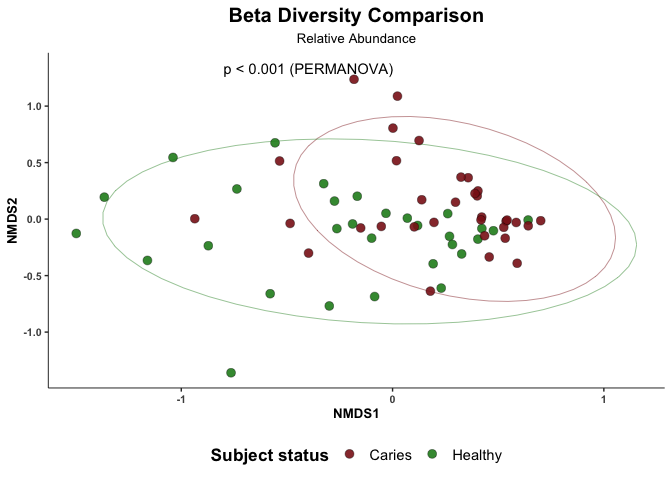 Beta Diversity Comparison
Relative Abundance
p < 0.001 (PERMANOVA)
1.0
0.5
0.0
-0.5
-1.0
NMDS2
-1 0 1
NMDS1
Subject status Caries Healthy